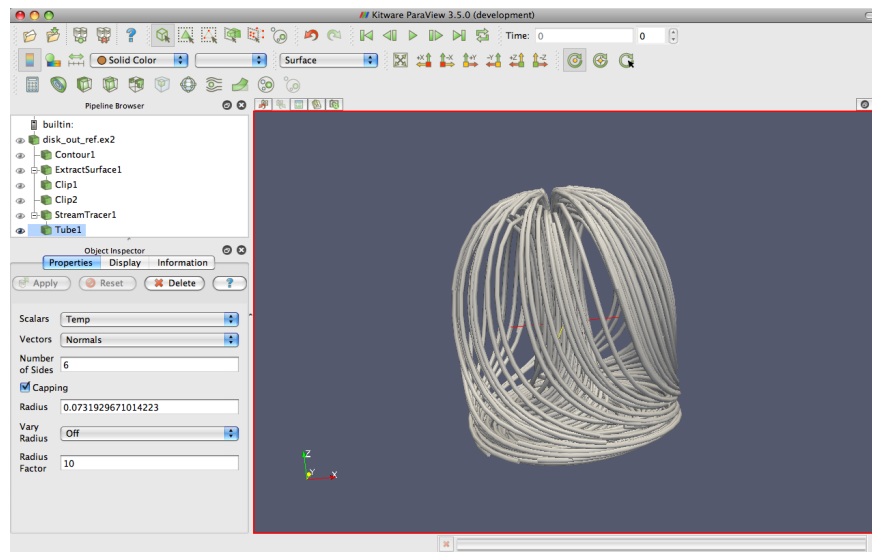 Kitware ParaView 3.5.0 (development)
Time: 0 0
Solid Color Surface +X -X +Y -Y +Z -Z
Pipeline Browser
builtin:
disk_out_ref.ex2
Contour1
ExtractSurface1
Clip1
Clip2
StreamTracer1
Tube1
Object Inspector
Properties Display Information
Apply Reset Delete ?
Scalars Temp
Vectors Normals
Number
of Sides 6
Capping
Radius 0.0731929671014223
Vary
Radius Off
Radius
Factor 10
Z
Y X